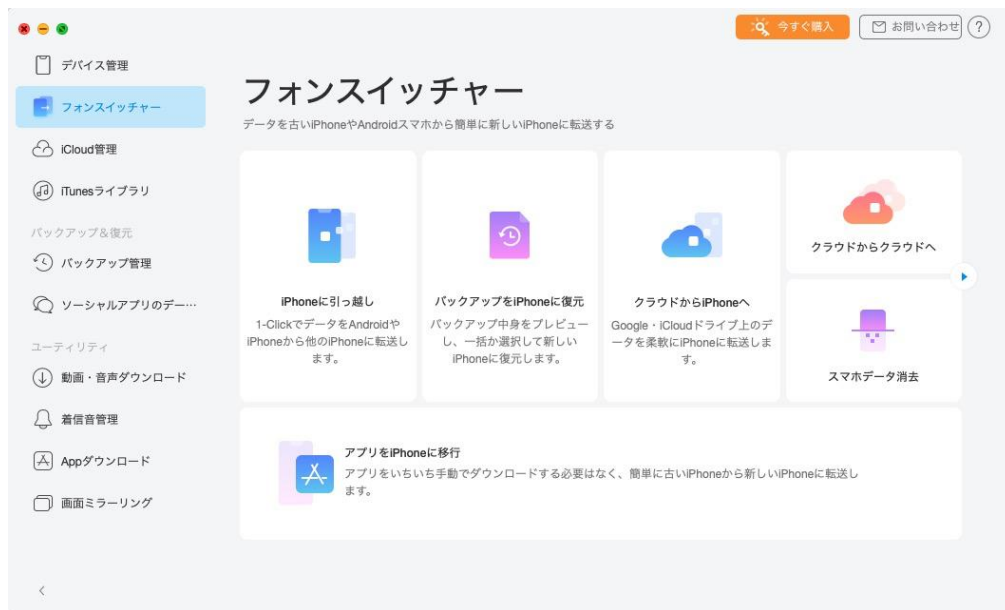 今すぐ購入
お問い合わせ
?
デバイス管理
フォンスイッチャー
iCloud管理
iTunesライブラリ
バックアップ&復元
バックアップ管理
ソーシャルアプリのデー…
ユーティリティ
動画・音声ダウンロード
着信音管理
Appダウンロード
画面ミラーリング
フォンスイッチャー
データを古いiPhoneやAndroidスマホから簡単に新しいiPhoneに転送する
iPhoneに引っ越し
1-ClickでデータをAndroidや
iPhoneから他のiPhoneに転送し
ます。
バックアップをiPhoneに復元
バックアップ中身をプレビュー
し、一括か選択して新しい
iPhoneに復元します。
クラウドからiPhoneへ
Google・iCloudドライブ上のデ
ータを柔軟にiPhoneに転送しま
す。
クラウドからクラウドへ
スマホデータ消去
アプリをiPhoneに移行
アプリをいちいち手動でダウンロードする必要はなく、簡単に古いiPhoneから新しいiPhoneに転送し
ます。